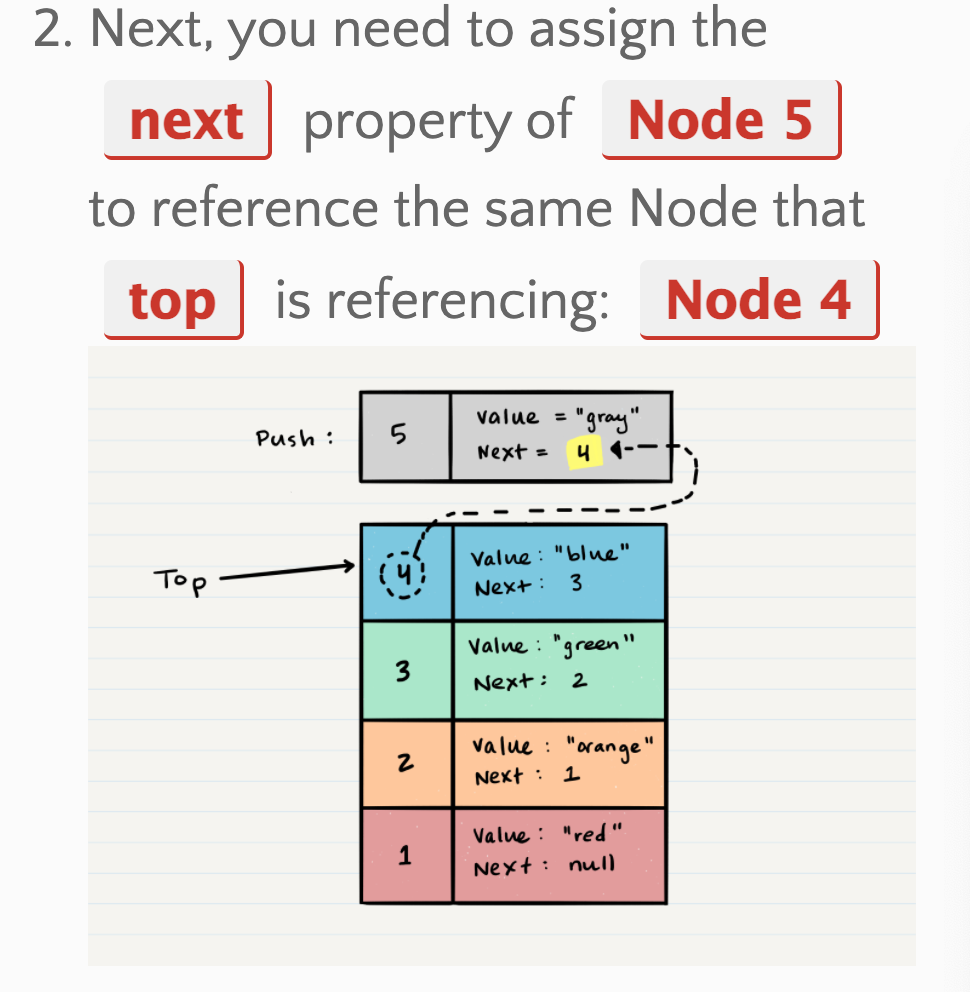 2. Next, you need to assign the
next property of Node 5
to reference the same Node that
top is referencing: Node 4
Push : 5 value = "gray"
Next = 4
Top 4 Value : "blue"
Next : 3
3 Value : "green"
Next : 2
2 Value : "orange"
Next : 1
1 Value : "red"
Next : null